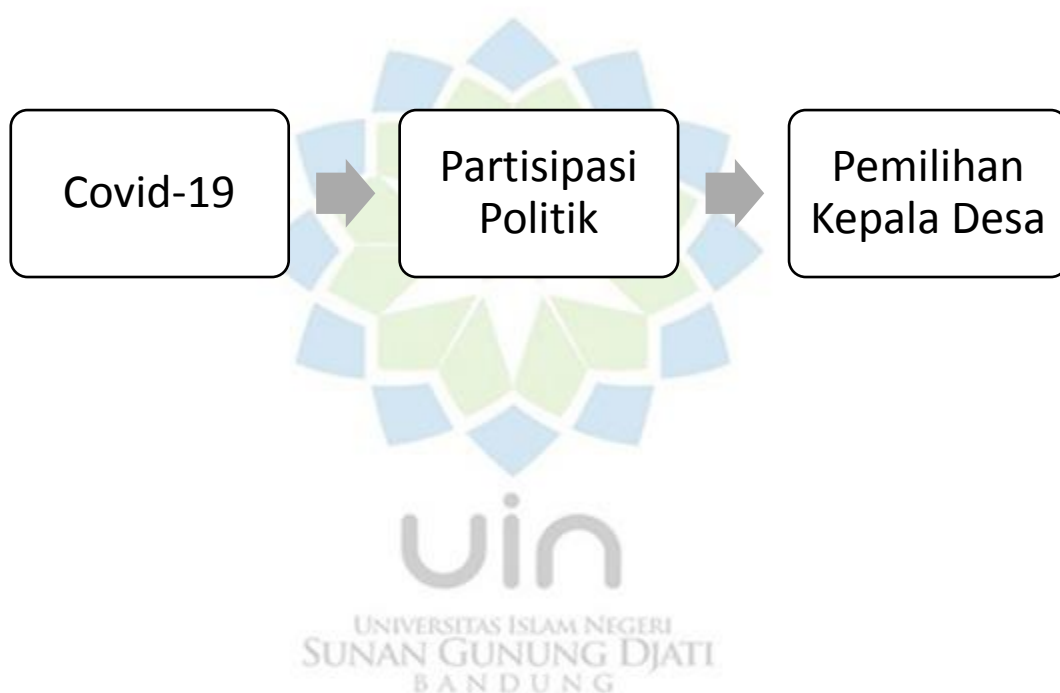 Covid-19
Partisipasi
Politik
Pemilihan
Kepala Desa
uin
UNIVERSITAS ISLAM NEGERI
SUNAN GUNUNG DJATI
BANDUNG